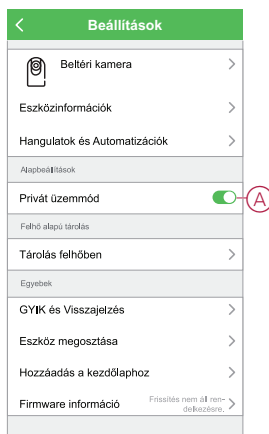 Beállítások
Beltéri kamera
Eszközinformációk
Hangulatok és Automatizációk
Alapbeállítások
Privát üzemmód
A
Felhő alapú tárolás
Tárolás felhőben
Egyebek
GYIK és Visszajelzés
Eszköz megosztása
Hozzáadás a kezdőlaphoz
Firmware információ
Frissítés nem áll ren-
delkezésre.